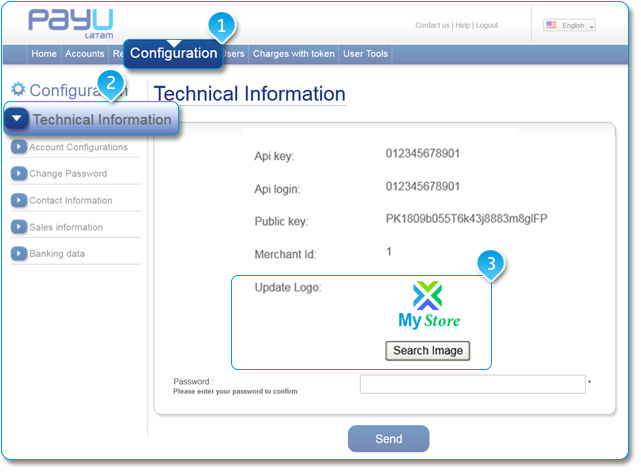 PAYU
LATAM
Contact us | Help | Logout
English
1
Home Accounts Re Configuration Users Charges with token User Tools
Configuration
2
Technical Information
Technical Information
Account Configurations
Change Password
Contact Information
Sales information
Banking data
Api key: 012345678901
Api login: 012345678901
Public key: PK1809b055T6k43j8883m8glFP
Merchant Id: 1
3
Update Logo:
My Store
Search Image
Password :
Please enter your password to confirm
*
Send